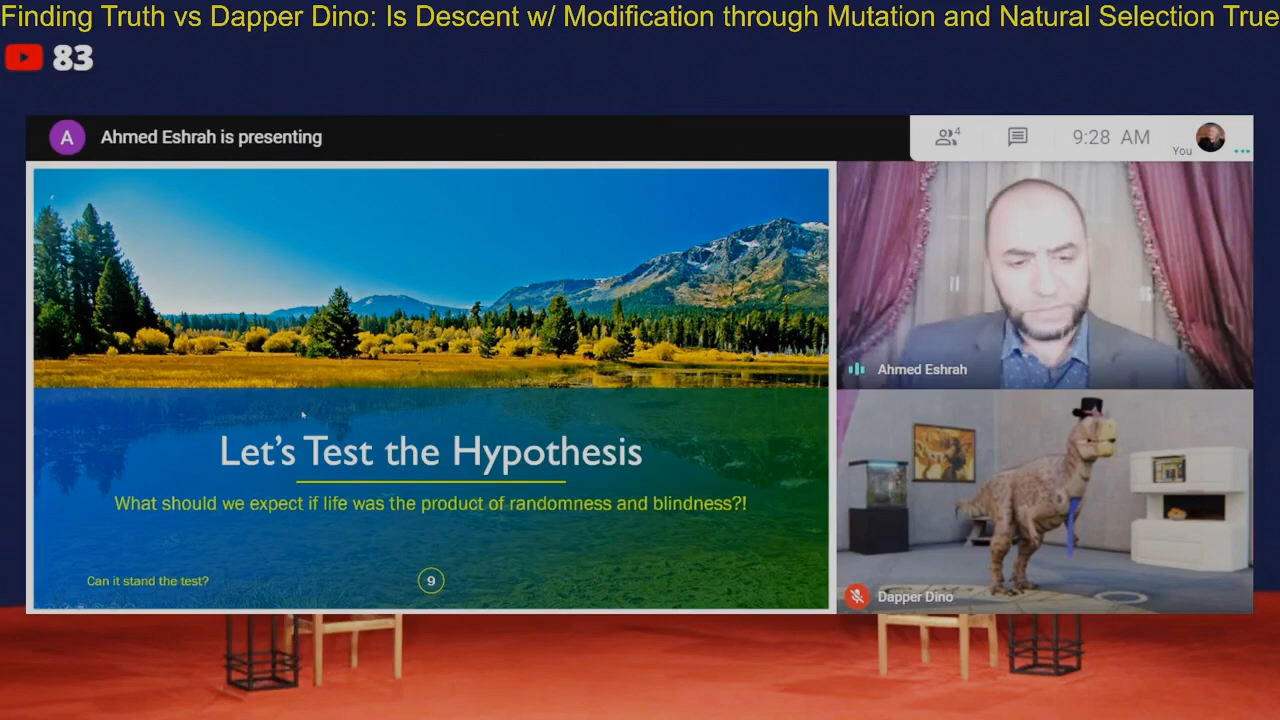 Finding Truth vs Dapper Dino: Is Descent w/ Modification through Mutation and Natural Selection True
83
A Ahmed Eshrah is presenting
4
9:28 AM
You
Ahmed Eshrah
Let's Test the Hypothesis
What should we expect if life was the product of randomness and blindness?!
Can it stand the test?
9
Dapper Dino